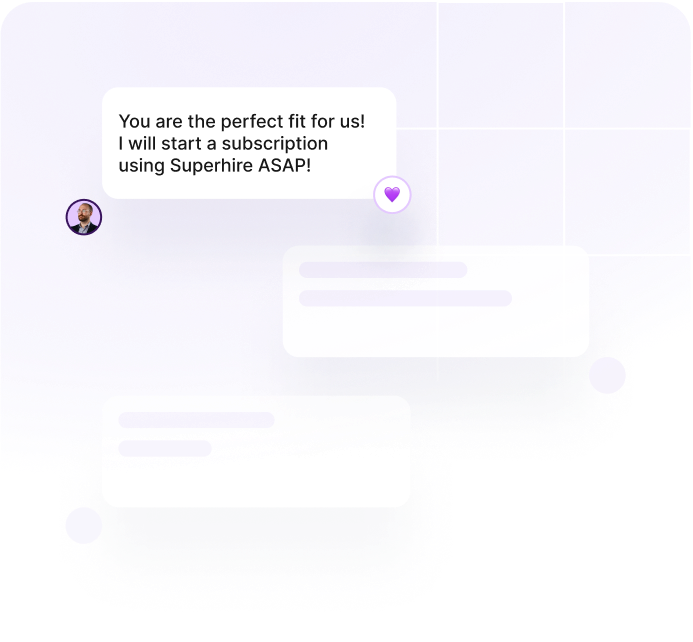 You are the perfect fit for us!
I will start a subscription
using Superhire ASAP!